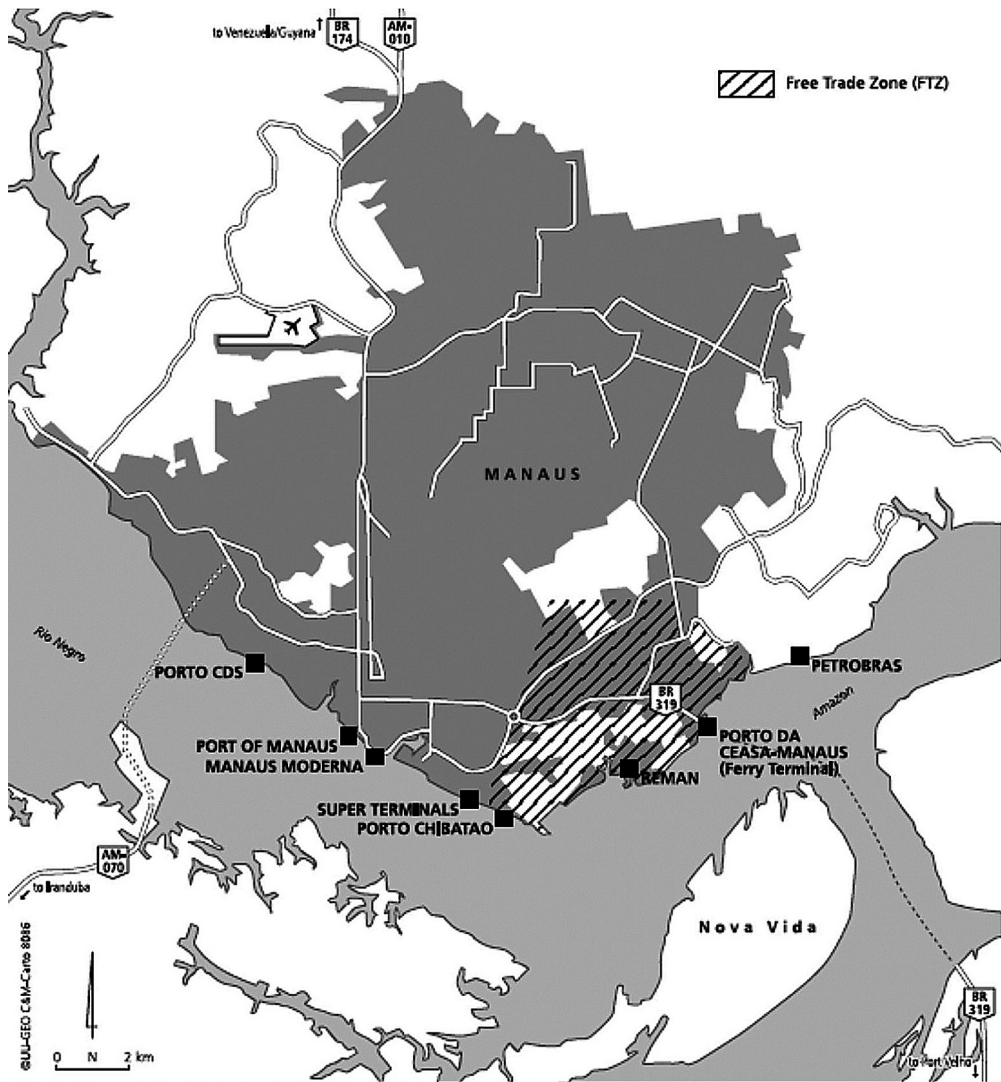 to Venezuella/Guyana
BR
174
AM-
010
Free Trade Zone (FTZ)
MANAUS
Rio Negro
PORTO CDS
PETROBRAS
Amazon
BR
319
PORT OF MANAUS
MANAUS MODERNA
PORTO DA
CEASA-MANAUS
(Ferry Terminal)
REMAN
SUPER TERMINALS
PORTO CHIBATAO
AM-
070
to Iranduba
Nova Vida
©UU-GEO C&M-Carto 8086
0 N 2 km
BR
319
to Port Velho